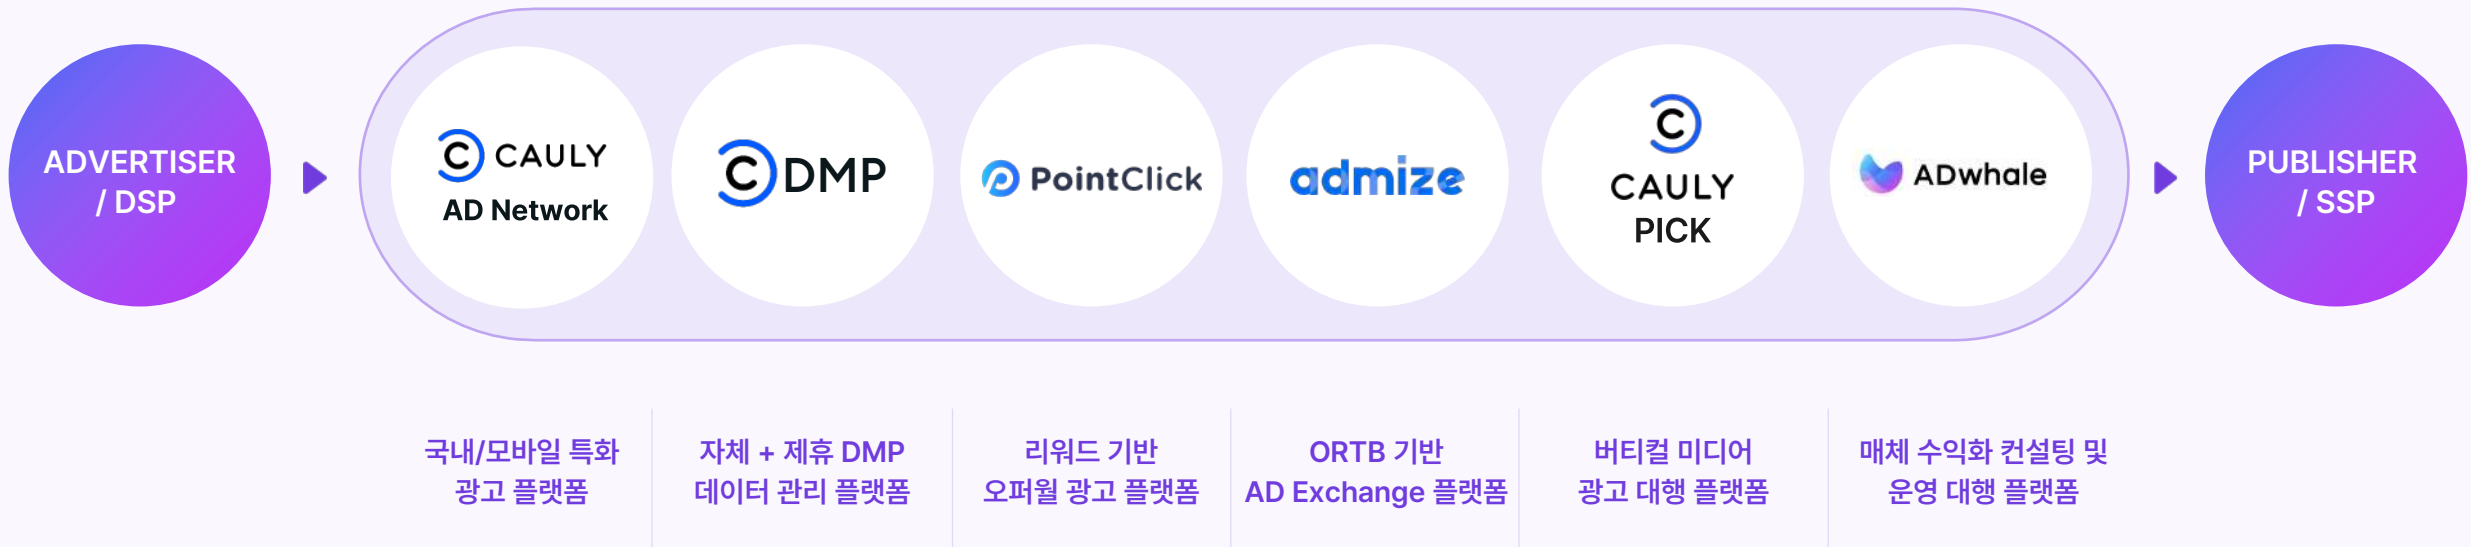 ADVERTISER
/ DSP
CAULY
AD Network
DMP
PointClick
admize
CAULY
PICK
ADwhale
PUBLISHER
/ SSP
국내/모바일 특화
광고 플랫폼
자체 + 제휴 DMP
데이터 관리 플랫폼
리워드 기반
오퍼월 광고 플랫폼
ORTB 기반
AD Exchange 플랫폼
버티컬 미디어
광고 대행 플랫폼
매체 수익화 컨설팅 및
운영 대행 플랫폼